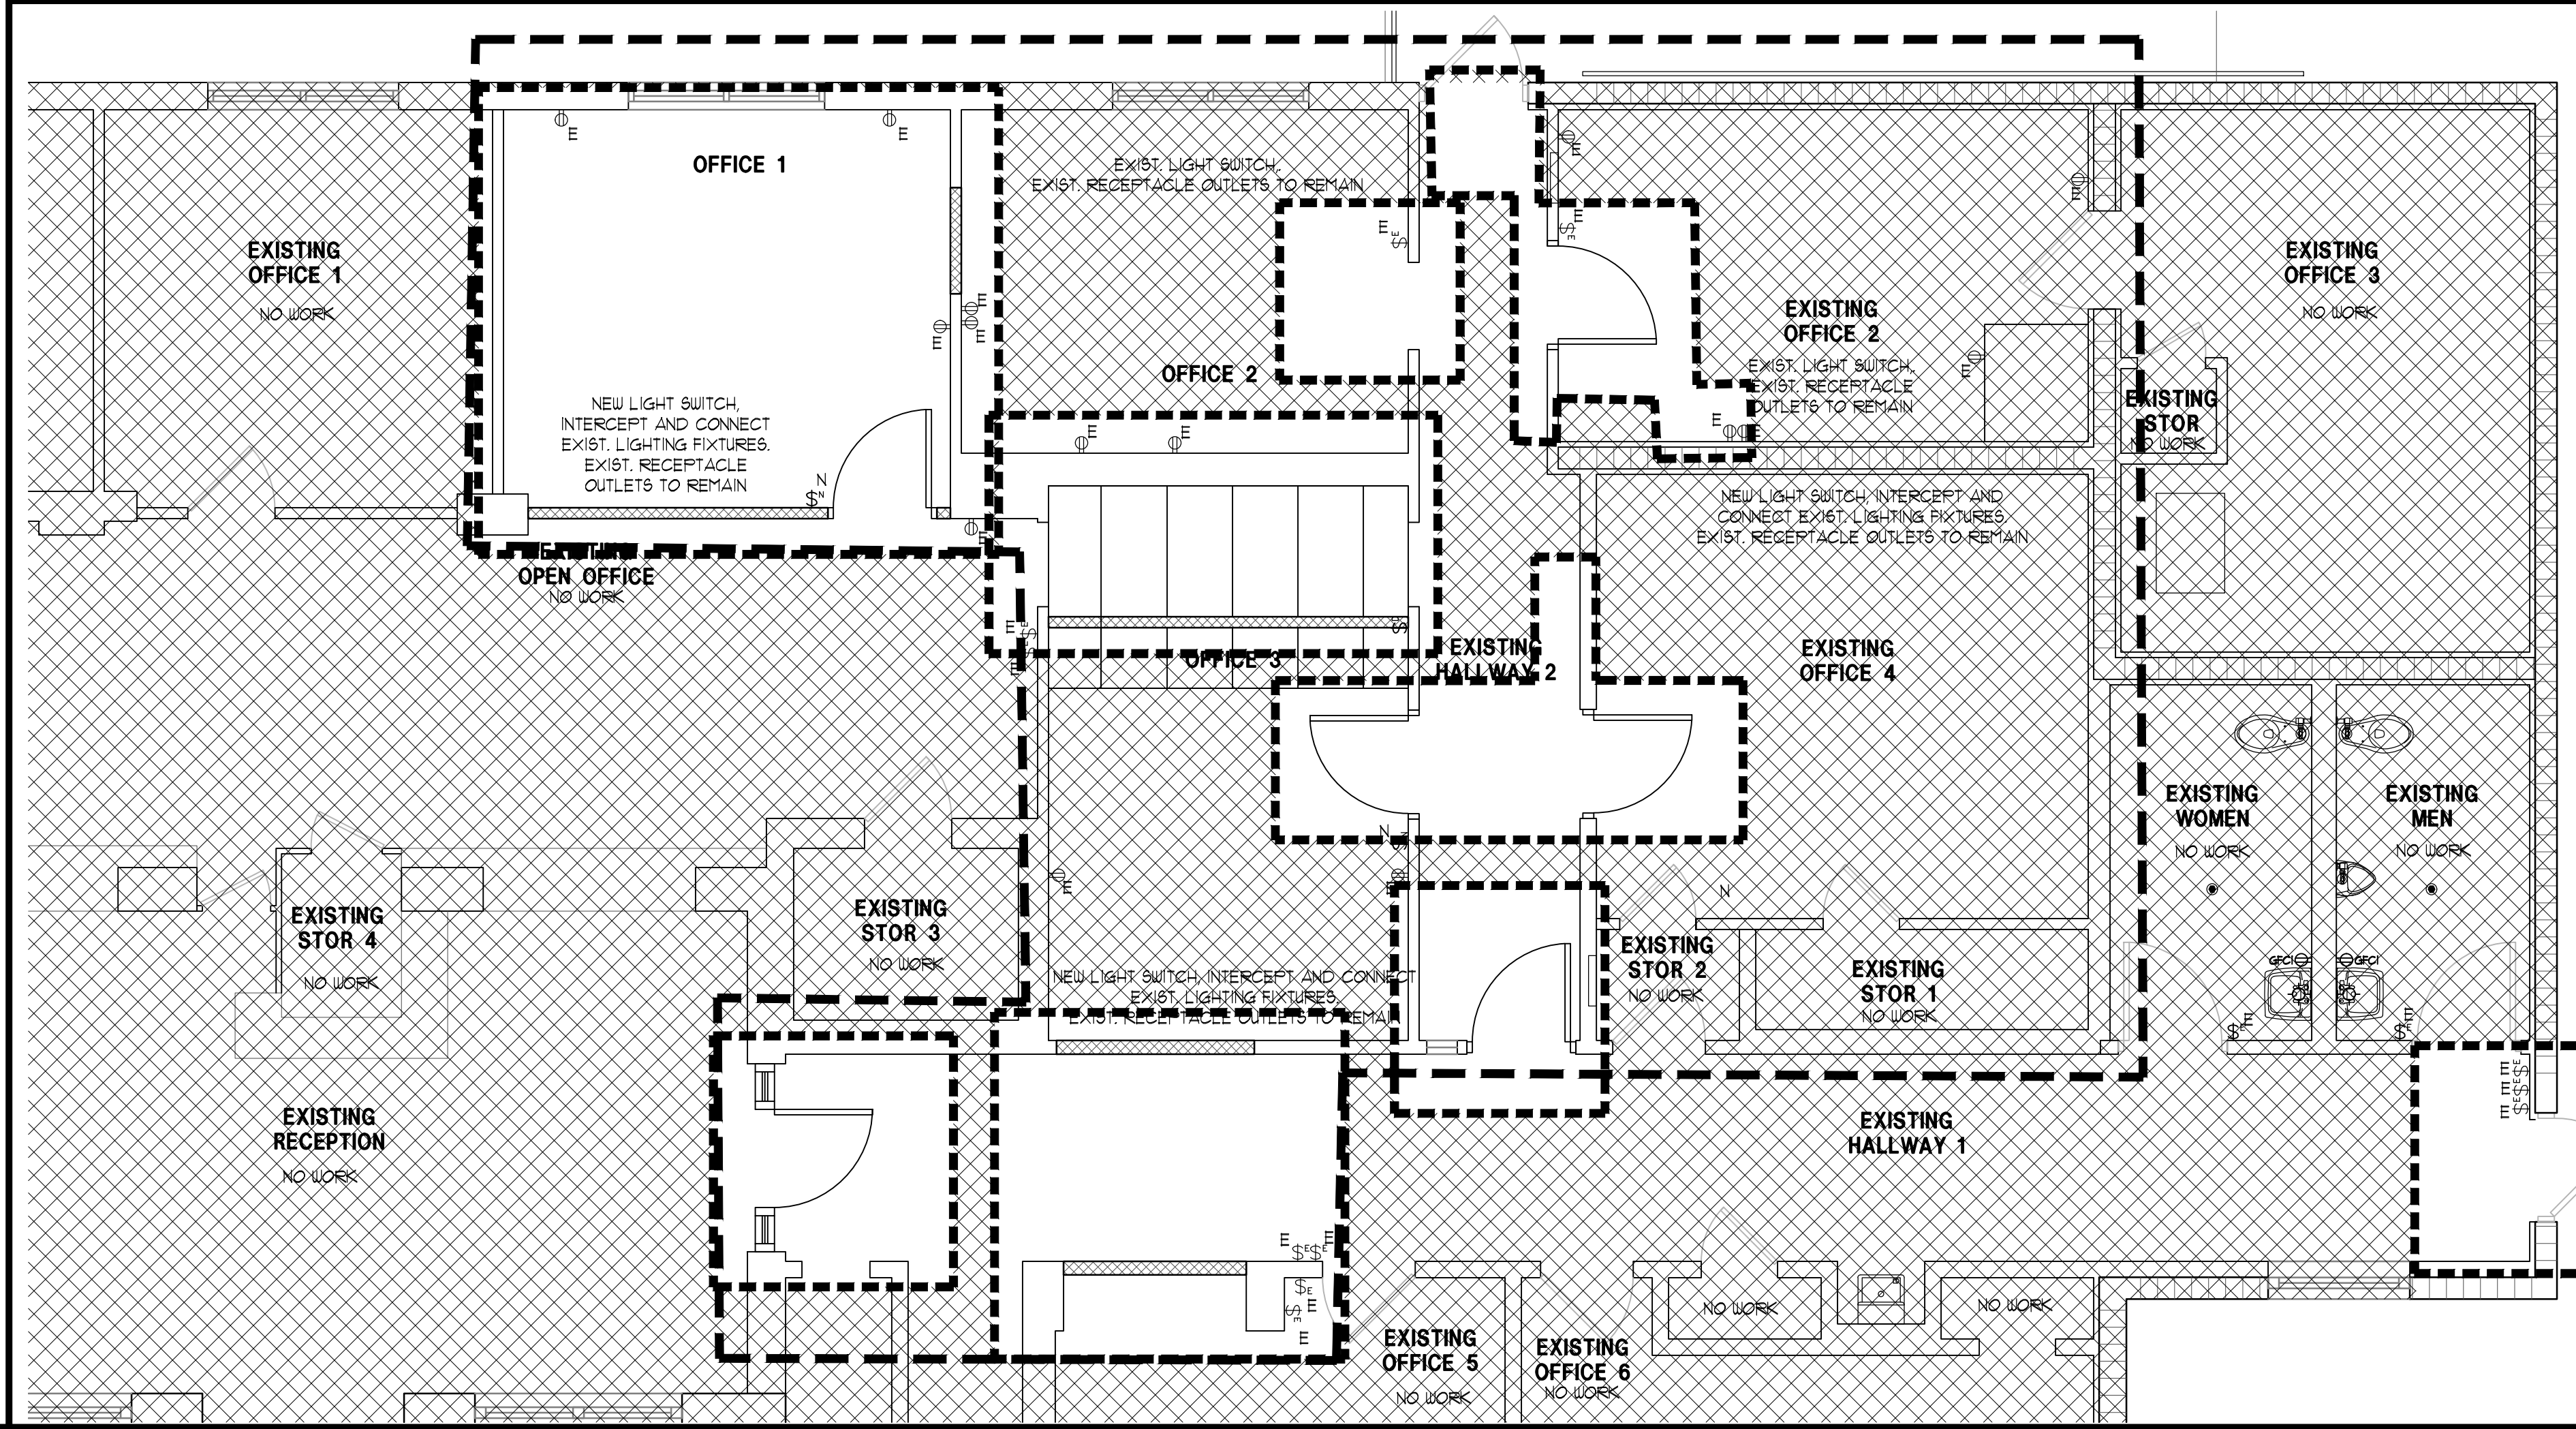 OFFICE 1
E
E
EXIST. LIGHT SWITCH,
EXIST. RECEPTACLE OUTLETS TO REMAIN
E
E
EXISTING
OFFICE 1
NO WORK
E
$E
E
$E
EXISTING
OFFICE 3
NO WORK
E
E
E
EXISTING
OFFICE 2
EXIST. LIGHT SWITCH,
EXIST. RECEPTACLE
OUTLETS TO REMAIN
E
E
E
OFFICE 2
NEW LIGHT SWITCH,
INTERCEPT AND CONNECT
EXIST. LIGHTING FIXTURES.
EXIST. RECEPTACLE
OUTLETS TO REMAIN
N
$N
EXISTING
STOR
NO WORK
E
E
E
NEW LIGHT SWITCH, INTERCEPT AND
CONNECT EXIST. LIGHTING FIXTURES.
EXIST. RECEPTACLE OUTLETS TO REMAIN
EXISTING
OPEN OFFICE
NO WORK
E
$E
E
OFFICE 3
EXISTING
HALLWAY 2
EXISTING
OFFICE 4
EXISTING
WOMEN
NO WORK
EXISTING
MEN
NO WORK
N
E
E
N
EXISTING
STOR 4
NO WORK
EXISTING
STOR 3
NO WORK
EXISTING
STOR 2
NO WORK
EXISTING
STOR 1
NO WORK
GFCI
GFCI
$E
E
$E
E
NEW LIGHT SWITCH, INTERCEPT AND CONNECT
EXIST. LIGHTING FIXTURES.
EXIST. RECEPTACLE OUTLETS TO REMAIN
E $E
E $E
E $E
EXISTING
RECEPTION
NO WORK
EXISTING
HALLWAY 1
E
$E $E
E
$E
E
$E
E
NO WORK
NO WORK
EXISTING
OFFICE 5
NO WORK
EXISTING
OFFICE 6
NO WORK